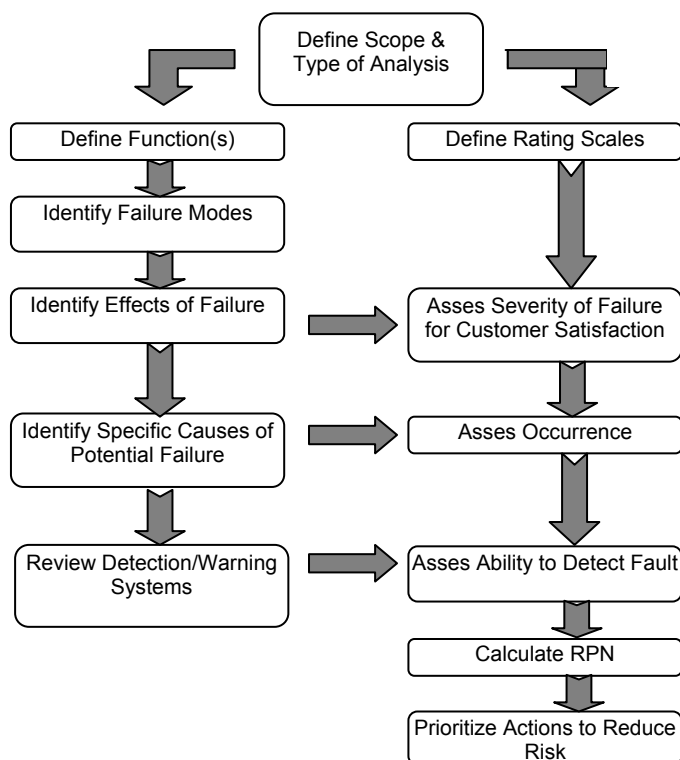 Define Scope &
Type of Analysis
Define Function(s)
Define Rating Scales
Identify Failure Modes
Identify Effects of Failure
Asses Severity of Failure
for Customer Satisfaction
Identify Specific Causes of
Potential Failure
Asses Occurrence
Review Detection/Warning
Systems
Asses Ability to Detect Fault
Calculate RPN
Prioritize Actions to Reduce
Risk